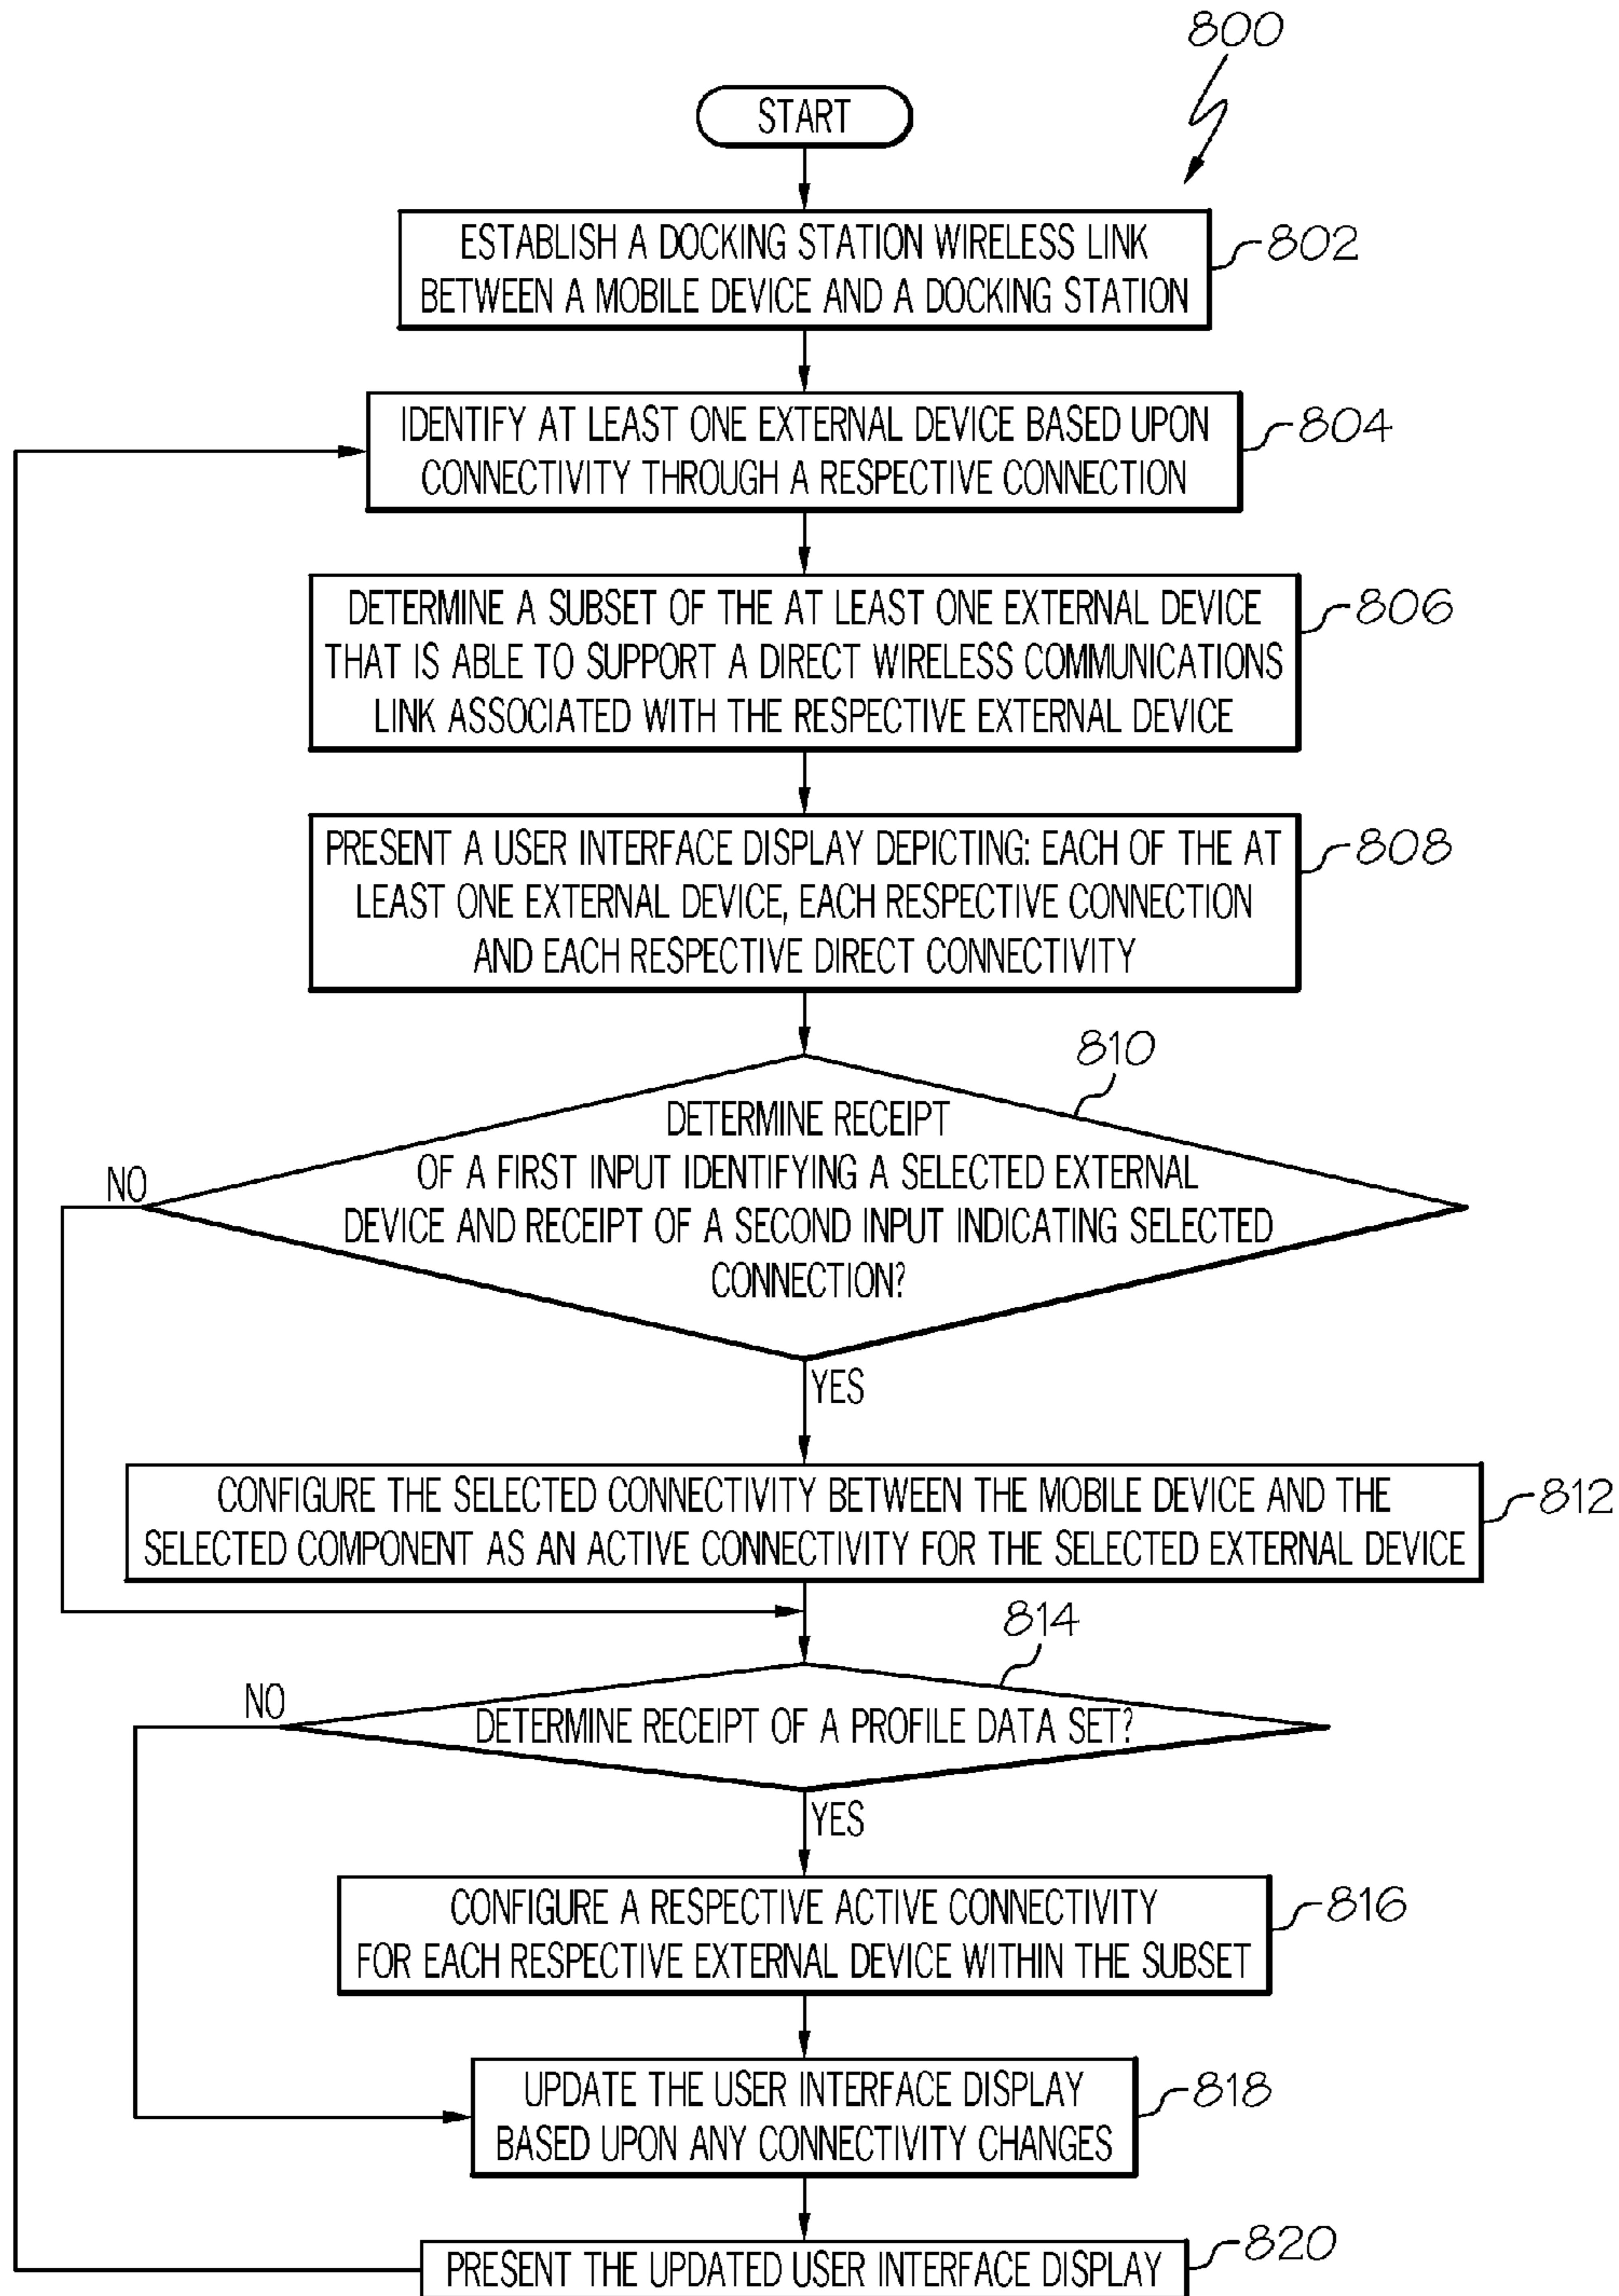 800
START
ESTABLISH A DOCKING STATION WIRELESS LINK
BETWEEN A MOBILE DEVICE AND A DOCKING STATION
802
IDENTIFY AT LEAST ONE EXTERNAL DEVICE BASED UPON
CONNECTIVITY THROUGH A RESPECTIVE CONNECTION
804
DETERMINE A SUBSET OF THE AT LEAST ONE EXTERNAL DEVICE
THAT IS ABLE TO SUPPORT A DIRECT WIRELESS COMMUNICATIONS
LINK ASSOCIATED WITH THE RESPECTIVE EXTERNAL DEVICE
806
PRESENT A USER INTERFACE DISPLAY DEPICTING: EACH OF THE AT
LEAST ONE EXTERNAL DEVICE, EACH RESPECTIVE CONNECTION
AND EACH RESPECTIVE DIRECT CONNECTIVITY
808
810
DETERMINE RECEIPT
OF A FIRST INPUT IDENTIFYING A SELECTED EXTERNAL
DEVICE AND RECEIPT OF A SECOND INPUT INDICATING SELECTED
CONNECTION?
NO
YES
CONFIGURE THE SELECTED CONNECTIVITY BETWEEN THE MOBILE DEVICE AND THE
SELECTED COMPONENT AS AN ACTIVE CONNECTIVITY FOR THE SELECTED EXTERNAL DEVICE
812
814
NO
DETERMINE RECEIPT OF A PROFILE DATA SET?
YES
CONFIGURE A RESPECTIVE ACTIVE CONNECTIVITY
FOR EACH RESPECTIVE EXTERNAL DEVICE WITHIN THE SUBSET
816
UPDATE THE USER INTERFACE DISPLAY
BASED UPON ANY CONNECTIVITY CHANGES
818
PRESENT THE UPDATED USER INTERFACE DISPLAY
820